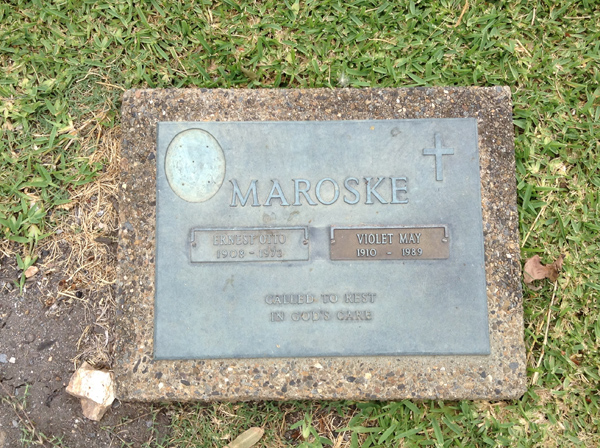 MAROSKE
ERNEST OTTO
VIOLET MAY
1910 - 1989
CALLED TO REST
IN GOD'S CARE